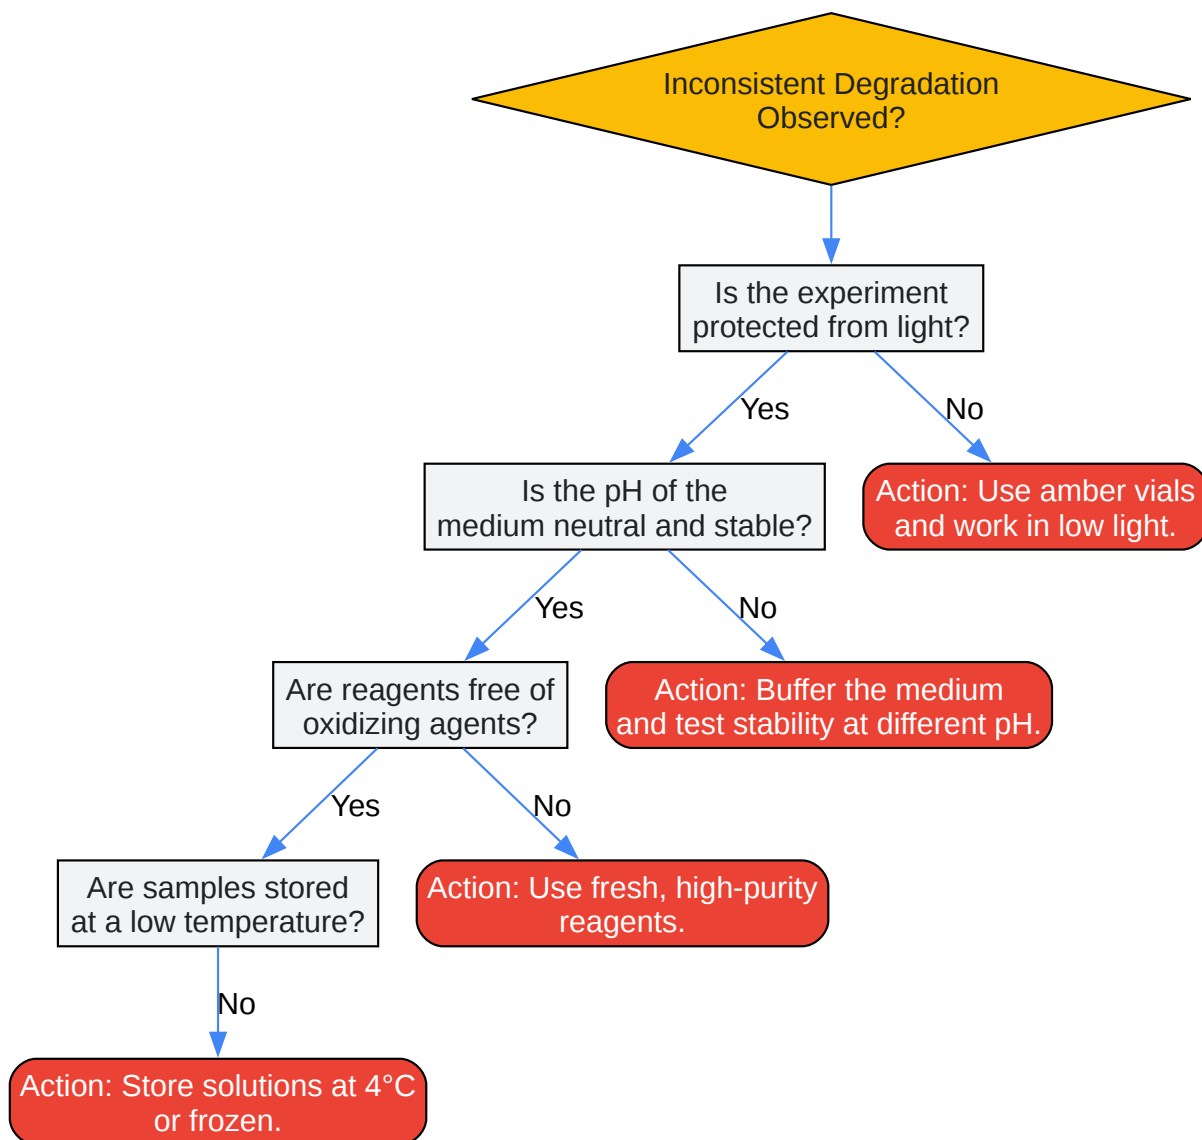 Inconsistent Degradation
Observed?
Is the experiment
protected from light?
Yes
No
Is the pH of the
medium neutral and stable?
Action: Use amber vials
and work in low light.
Yes
No
Are reagents free of
oxidizing agents?
Action: Buffer the medium
and test stability at different pH.
Yes
No
Are samples stored
at a low temperature?
Action: Use fresh, high-purity
reagents.
No
Action: Store solutions at 4°C
or frozen.